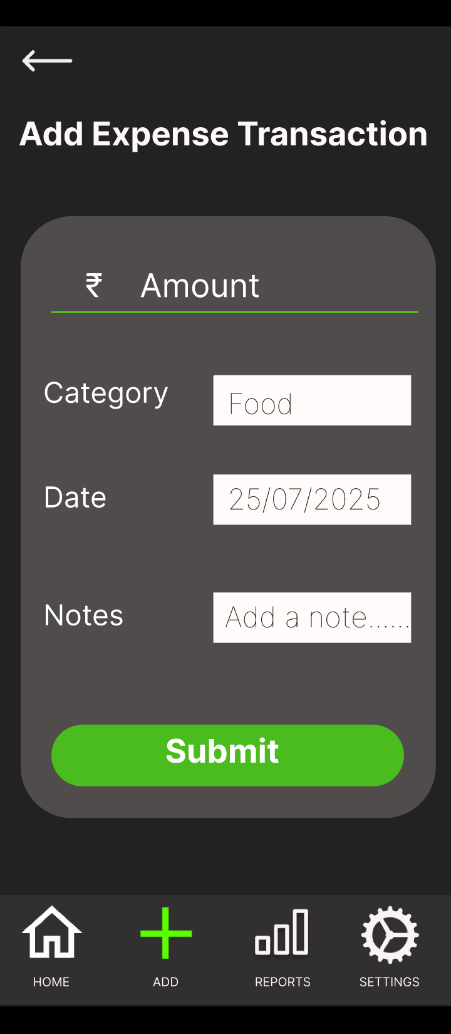 Add Expense Transaction
₹ Amount
Category Food
Date 25/07/2025
Notes Add a note......
Submit
HOME ADD REPORTS SETTINGS